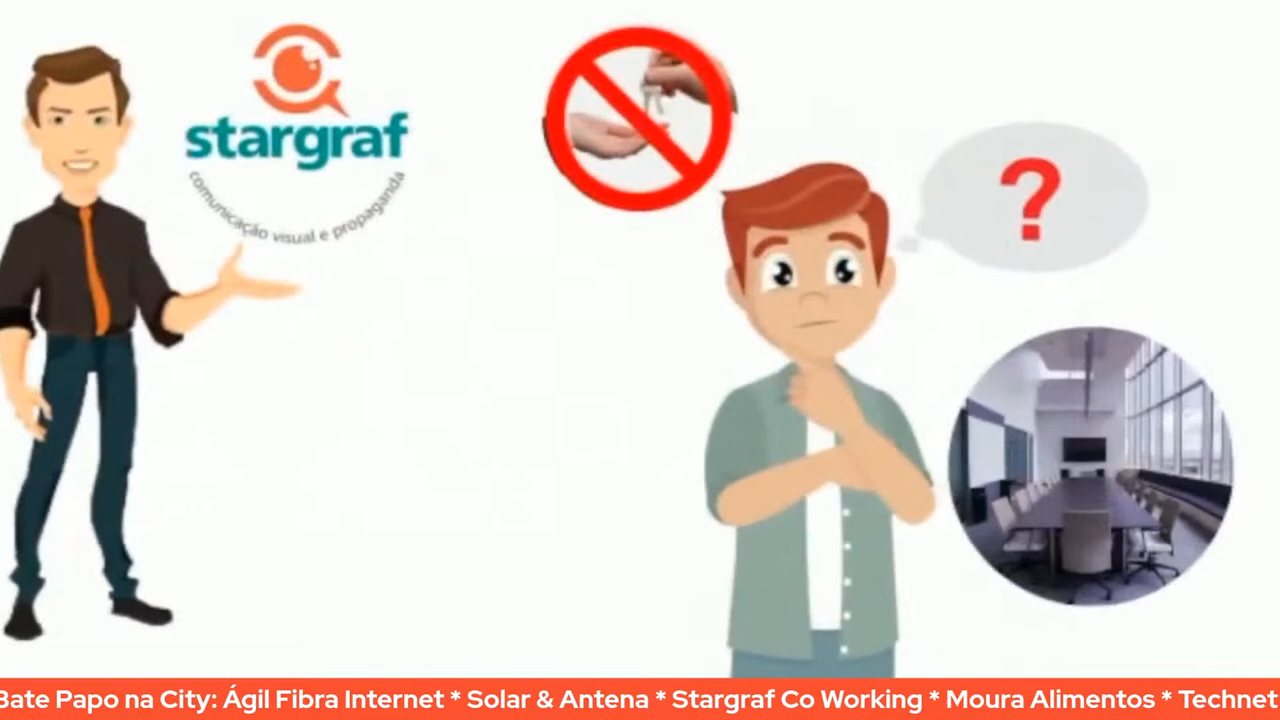 stargraf
comunicação visual e propaganda
?
Bate Papo na City: Ágil Fibra Internet * Solar & Antena * Stargraf Co Working * Moura Alimentos * Technet